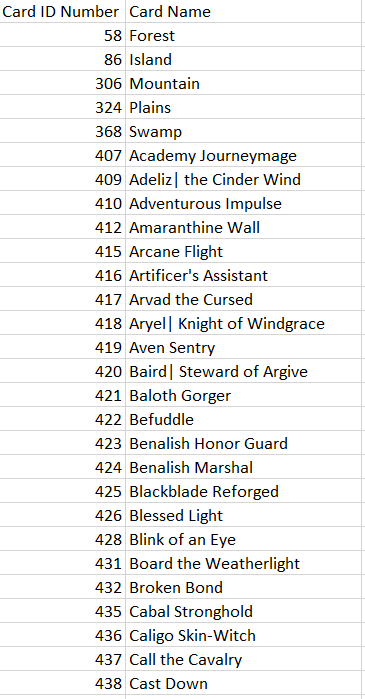 Card ID Number Card Name
58 Forest
86 Island
306 Mountain
324 Plains
368 Swamp
407 Academy Journeymage
409 Adeliz| the Cinder Wind
410 Adventurous Impulse
412 Amaranthine Wall
415 Arcane Flight
416 Artificer's Assistant
417 Arvad the Cursed
418 Aryel| Knight of Windgrace
419 Aven Sentry
420 Baird| Steward of Argive
421 Baloth Gorger
422 Befuddle
423 Benalish Honor Guard
424 Benalish Marshal
425 Blackblade Reforged
426 Blessed Light
428 Blink of an Eye
431 Board the Weatherlight
432 Broken Bond
435 Cabal Stronghold
436 Caligo Skin-Witch
437 Call the Cavalry
438 Cast Down